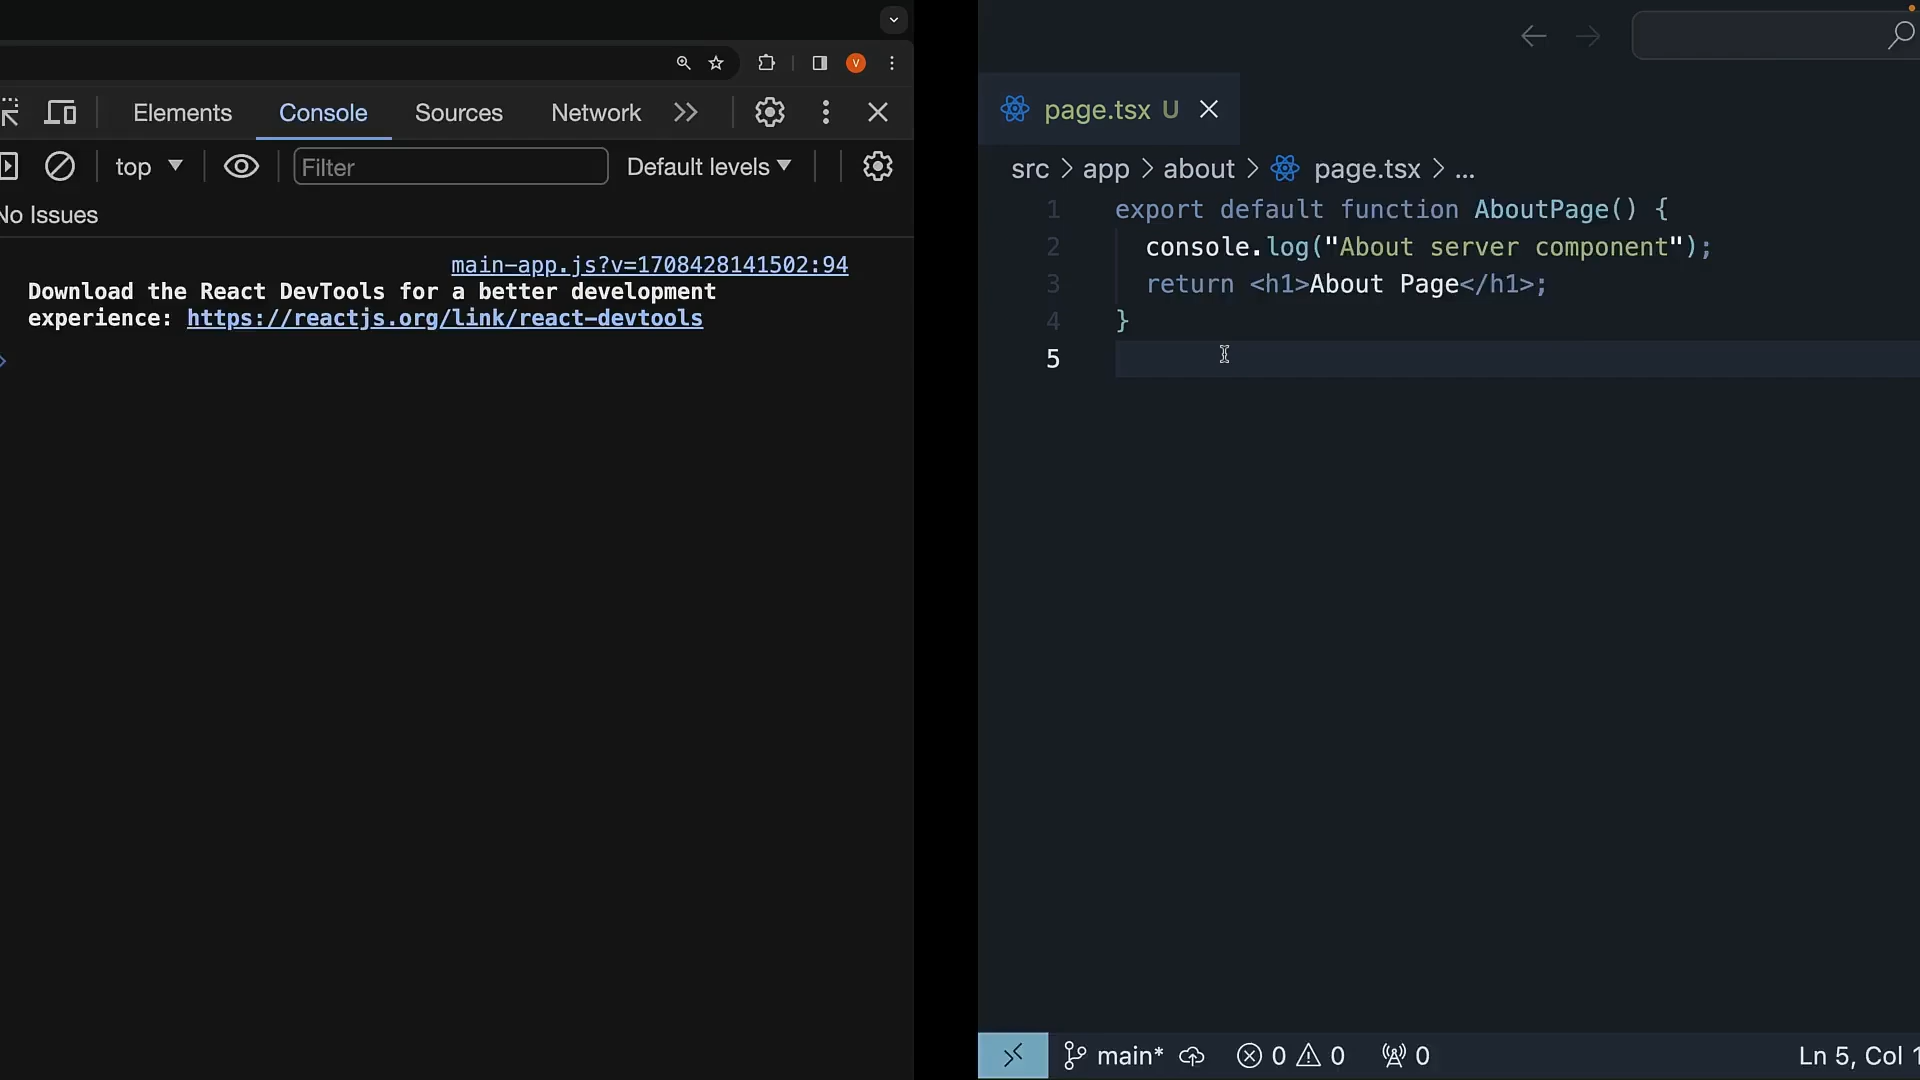 V
Elements Console Sources Network
top Filter Default levels
No Issues
main-app.js?v=1708428141502:94
Download the React DevTools for a better development
experience: https://reactjs.org/link/react-devtools
page.tsx U
src > app > about > page.tsx > ...
1 export default function AboutPage() {
2 console.log("About server component");
3 return <h1>About Page</h1>;
4 }
5
main* 0 0 0 Ln 5, Col 1